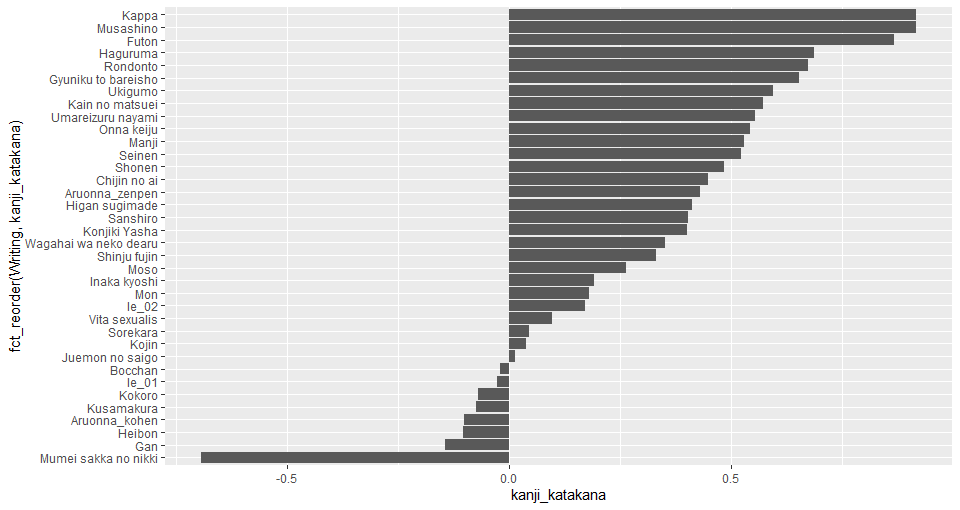 Kappa
Musashino
Futon
Haguruma
Rondonto
Gyuniku to bareisho
Ukigumo
Kain no matsuei
Umareizuru nayami
Onna keiju
Manji
Seinen
Shonen
Chijin no ai
Aruonna_zenpen
Higan sugimade
Sanshiro
Konjiki Yasha
Wagahai wa neko dearu
Shinju fujin
Moso
Inaka kyoshi
Mon
Ie_02
Vita sexualis
Sorekara
Kojin
Juemon no saigo
Bocchan
Ie_01
Kokoro
Kusamakura
Aruonna_kohen
Heibon
Gan
Mumei sakka no nikki
fct_reorder(Writing, kanji_katakana)
-0.5 0.0 0.5
kanji_katakana